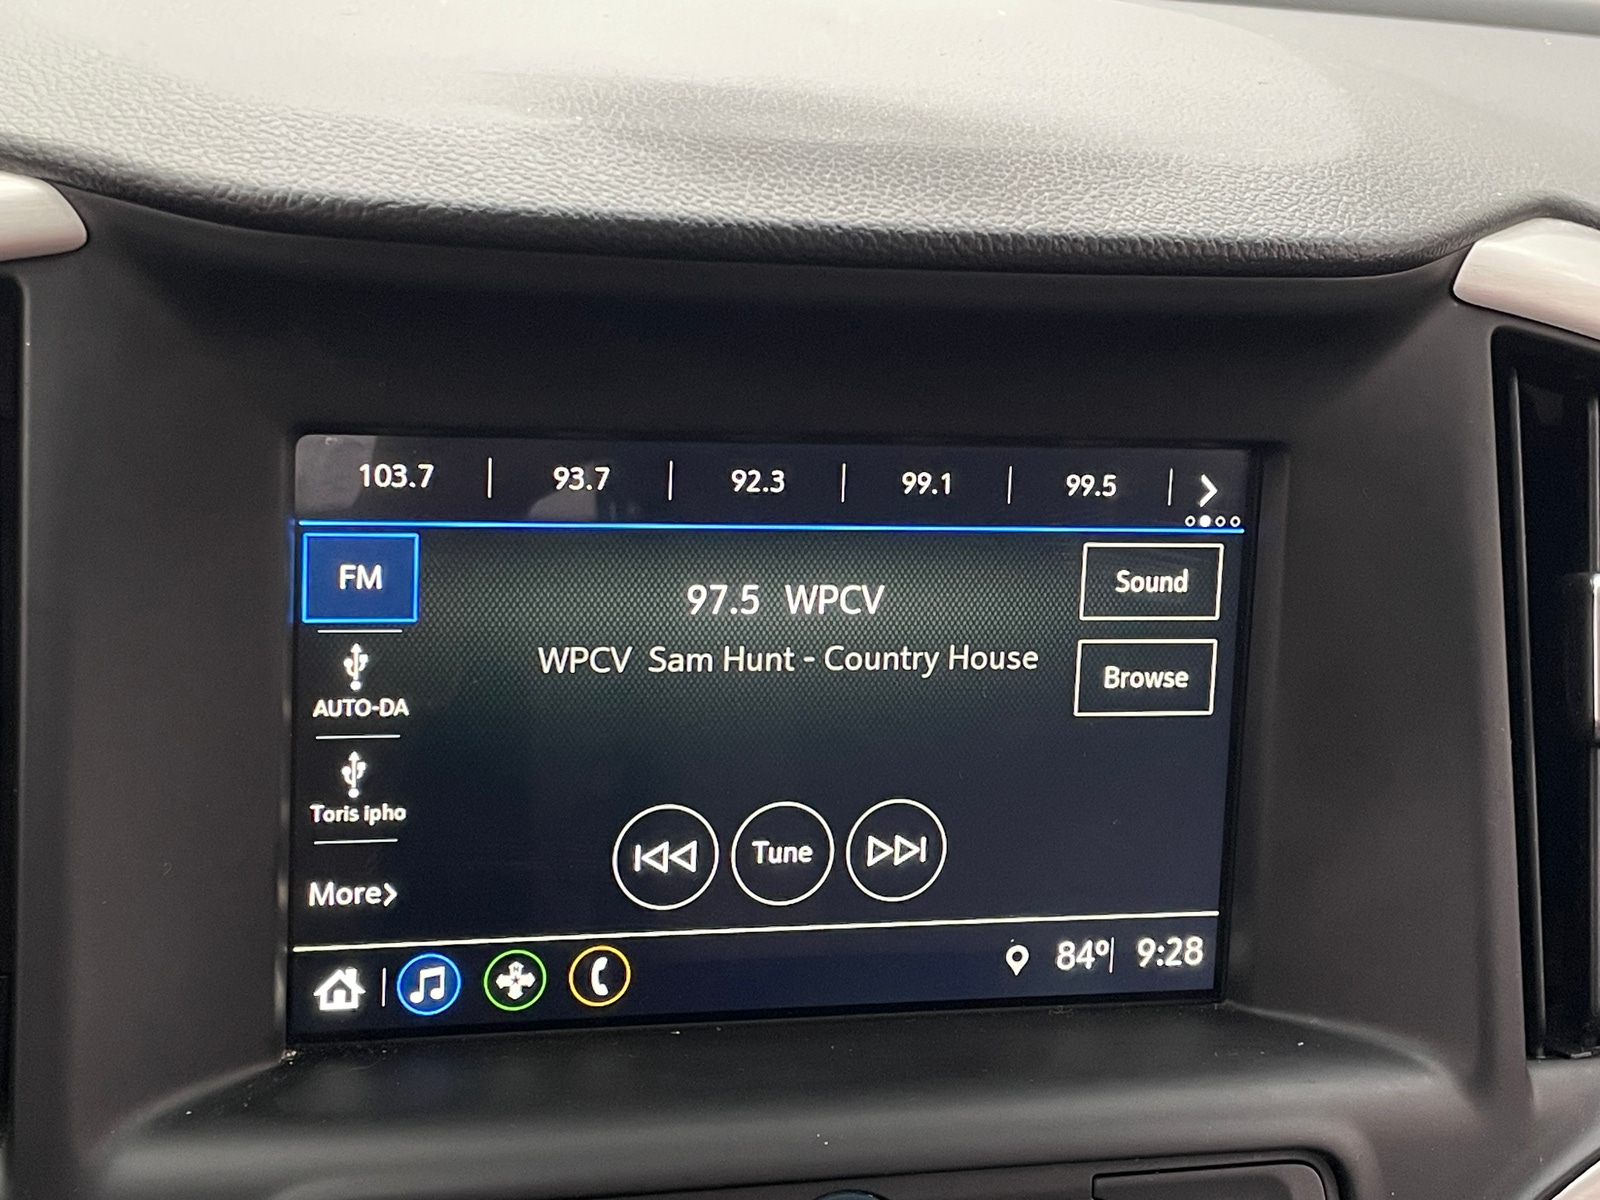 103.7 | 93.7 | 92.3 | 99.1 | 99.5 |
FM
97.5 WPCV
Sound
WPCV Sam Hunt - Country House
Browse
AUTO-DA
Toris ipho
Tune
More>
84º| 9:28